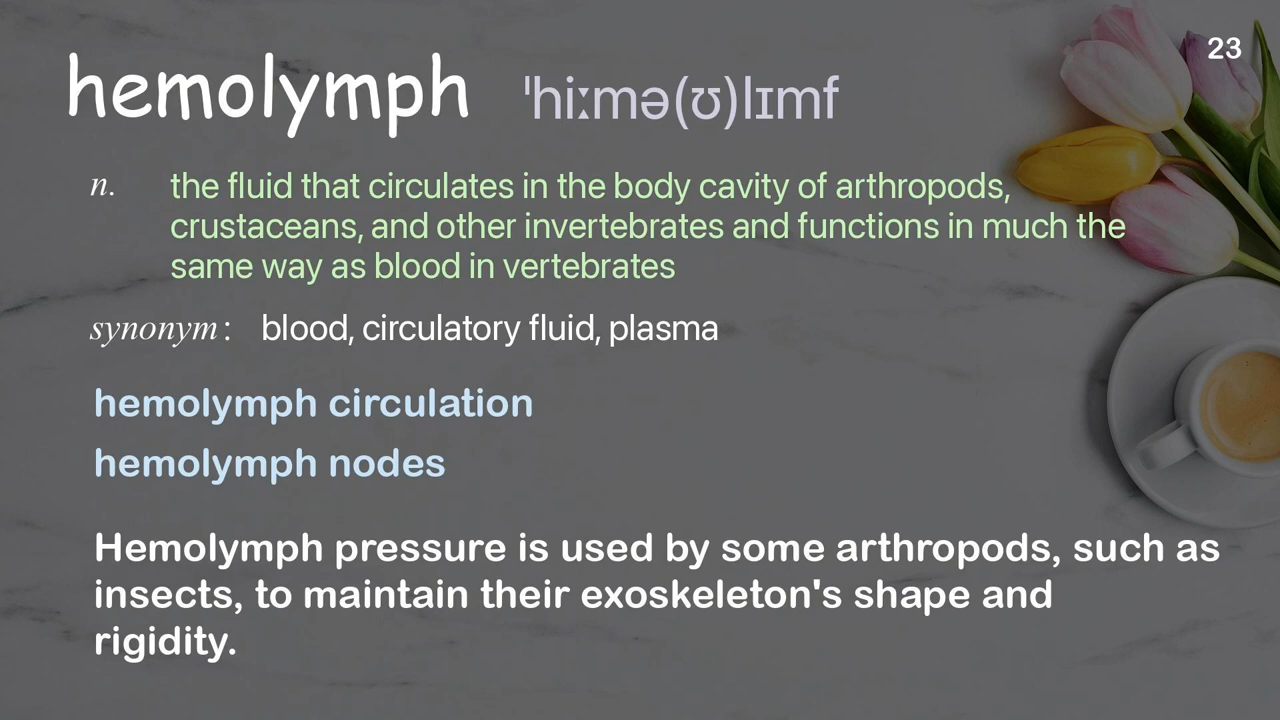 23
hemolymph ˈhiːmə(ʊ)lɪmf
n. the fluid that circulates in the body cavity of arthropods,
crustaceans, and other invertebrates and functions in much the
same way as blood in vertebrates
synonym: blood, circulatory fluid, plasma
hemolymph circulation
hemolymph nodes
Hemolymph pressure is used by some arthropods, such as
insects, to maintain their exoskeleton's shape and
rigidity.